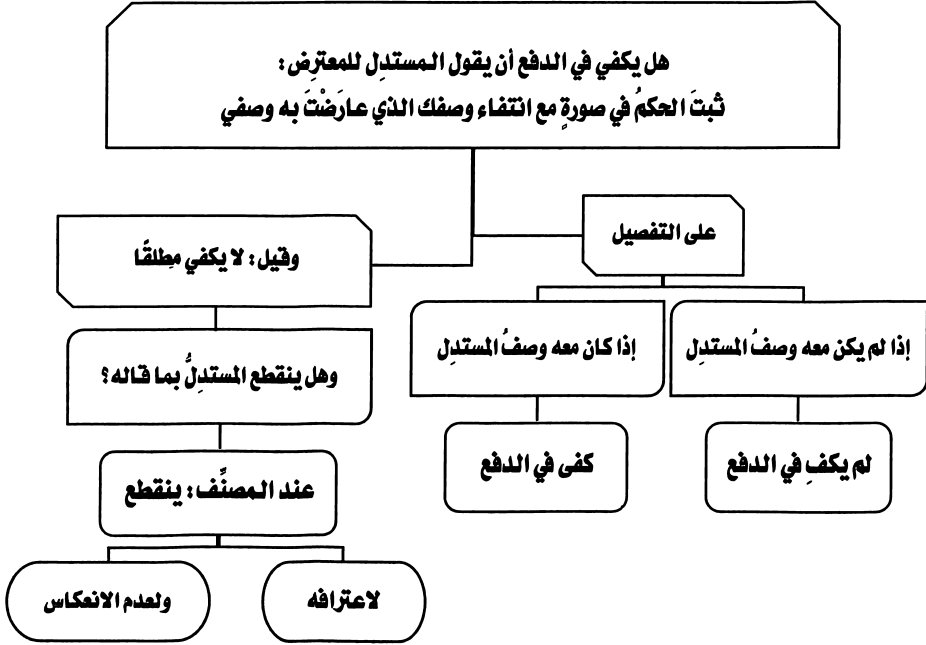 هل يكفي في الدفع أن يقول المستدِل للمعترِض:
ثبتَ الحكمُ في صورةٍ مع انتفاء وصفك الذي عارَضْتَ به وصفي
على التفصيل
إذا لم يكن معه وصفُ المستدِل
لم يكفِ في الدفع
إذا كان معه وصفُ المستدِل
كفى في الدفع
وقيل: لا يكفي مطلقًا
وهل ينقطع المستدِلُّ بما قاله؟
عند المصنِّف: ينقطع
لاعترافه
ولعدم الانعكاس